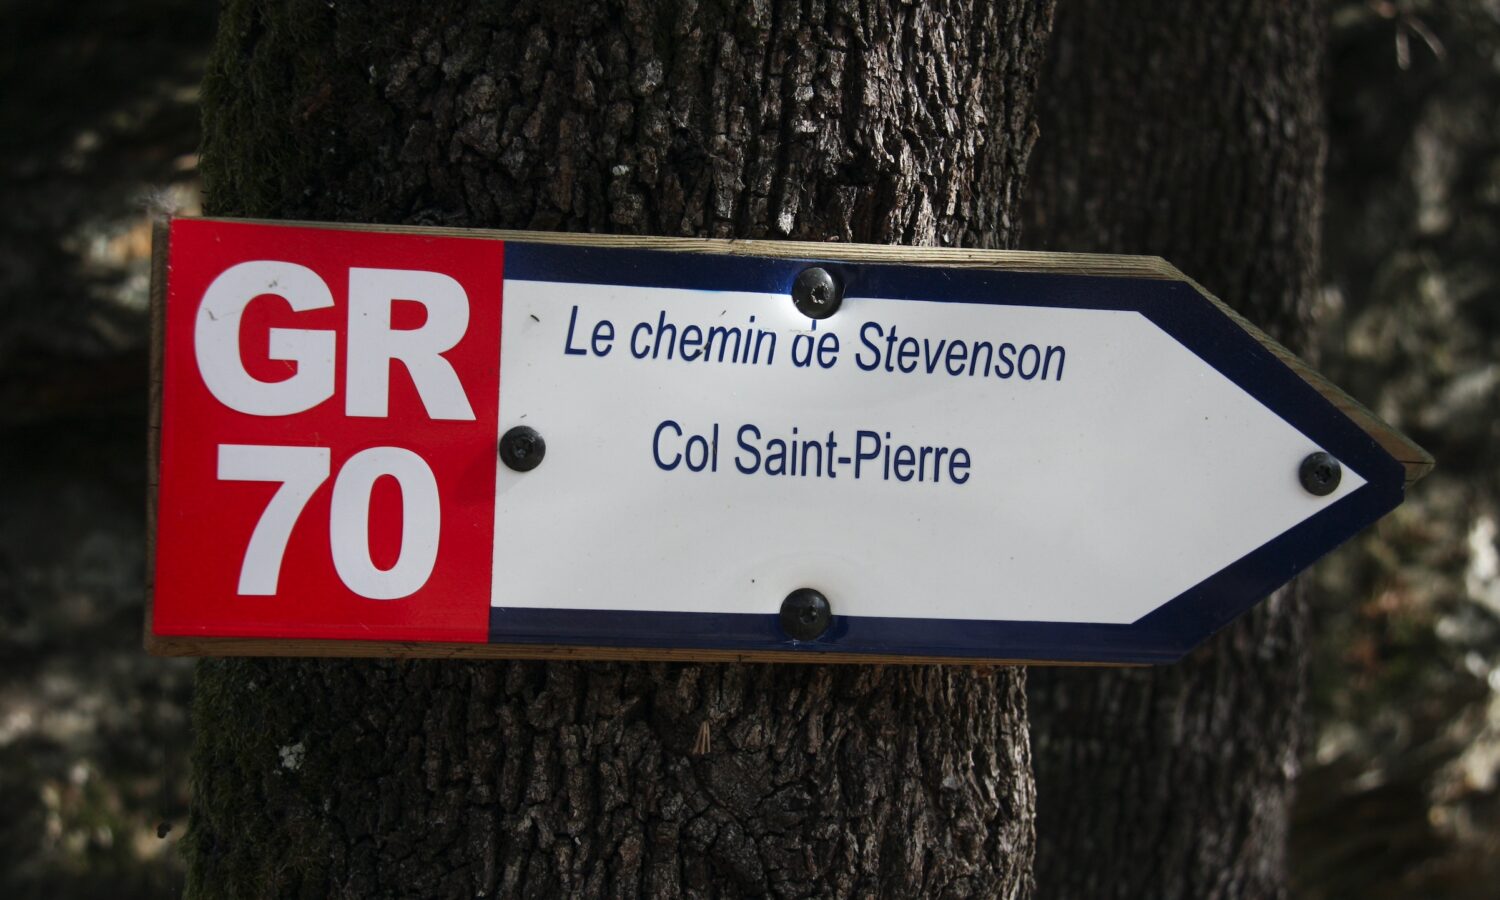 GR
70
Le chemin de Stevenson
Col Saint-Pierre